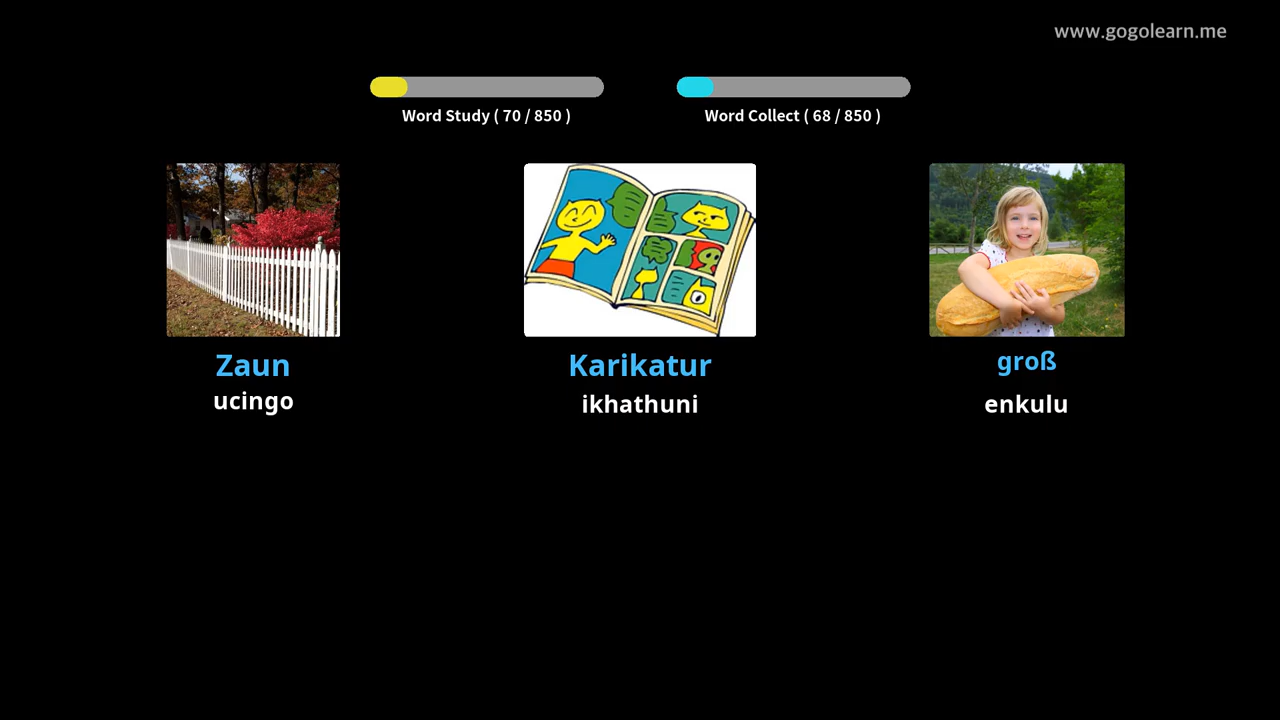 www.gogolearn.me
Word Study ( 70 / 850 )
Word Collect ( 68 / 850 )
Zaun
ucingo
Karikatur
ikhathuni
groß
enkulu